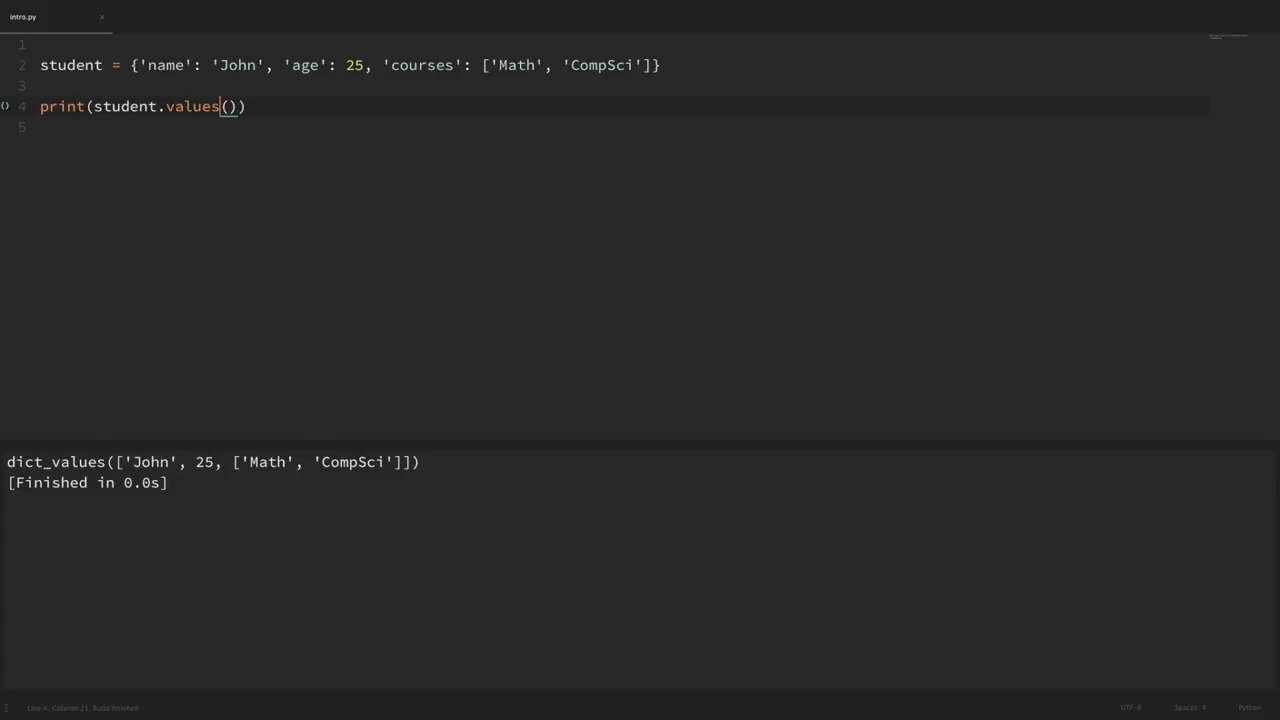 intro.py ×
1
2 student = {'name': 'John', 'age': 25, 'courses': ['Math', 'CompSci']}
3
() 4 print(student.values())
5
dict_values(['John', 25, ['Math', 'CompSci']])
[Finished in 0.0s]
Line 4, Column 21, Build finished UTF-8 Spaces: 4 Python